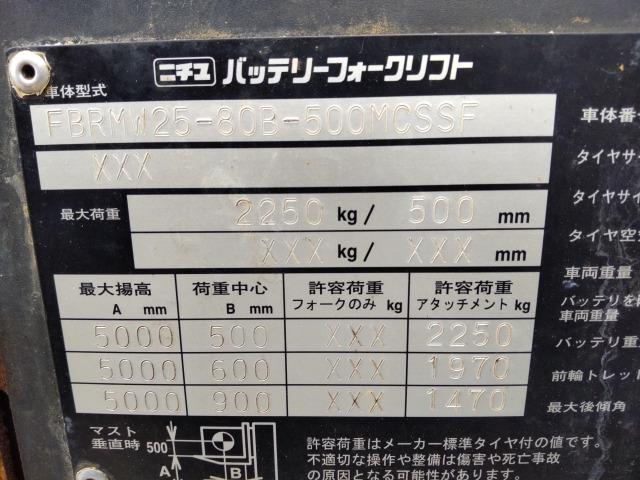 ニチユ バッテリーフォークリフト
車体型式
FBRMW25-80B-500MCSSF
XXX
最大荷重 2250 kg/ 500 mm
XXX kg/ XXX mm
最大揚高 荷重中心 許容荷重 許容荷重
A mm B mm フォークのみ kg アタッチメント kg
5000 500 XXX 2250
5000 600 XXX 1970
5000 900 XXX 1470
マスト
垂直時 500
B
A
許容荷重はメーカー標準タイヤ付の値です。
不適切な操作や整備は傷害や死亡事故
の原因となる可能性があります
車体番
タイヤサイ
タイヤサイ
タイヤ空
車両重量
バッテリを
車両重量
バッテリ重
前輪トレッド
最大後傾角